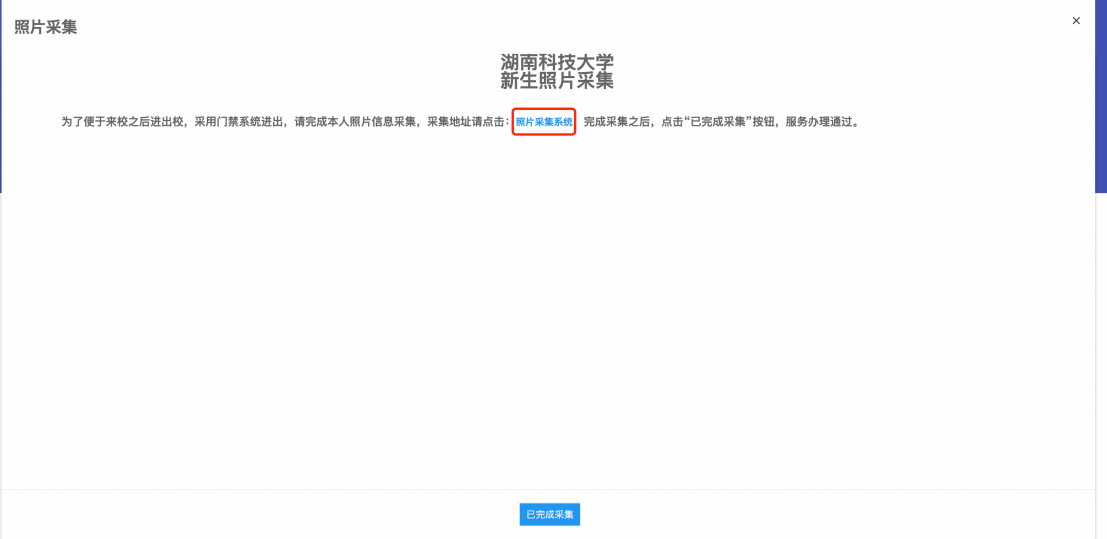 照片采集
×
湖南科技大学
新生照片采集
为了便于来校之后进出校，采用门禁系统进出，请完成本人照片信息采集，采集地址请点击：照片采集系统 完成采集之后，点击“已完成采集”按钮，服务办理通过。
已完成采集